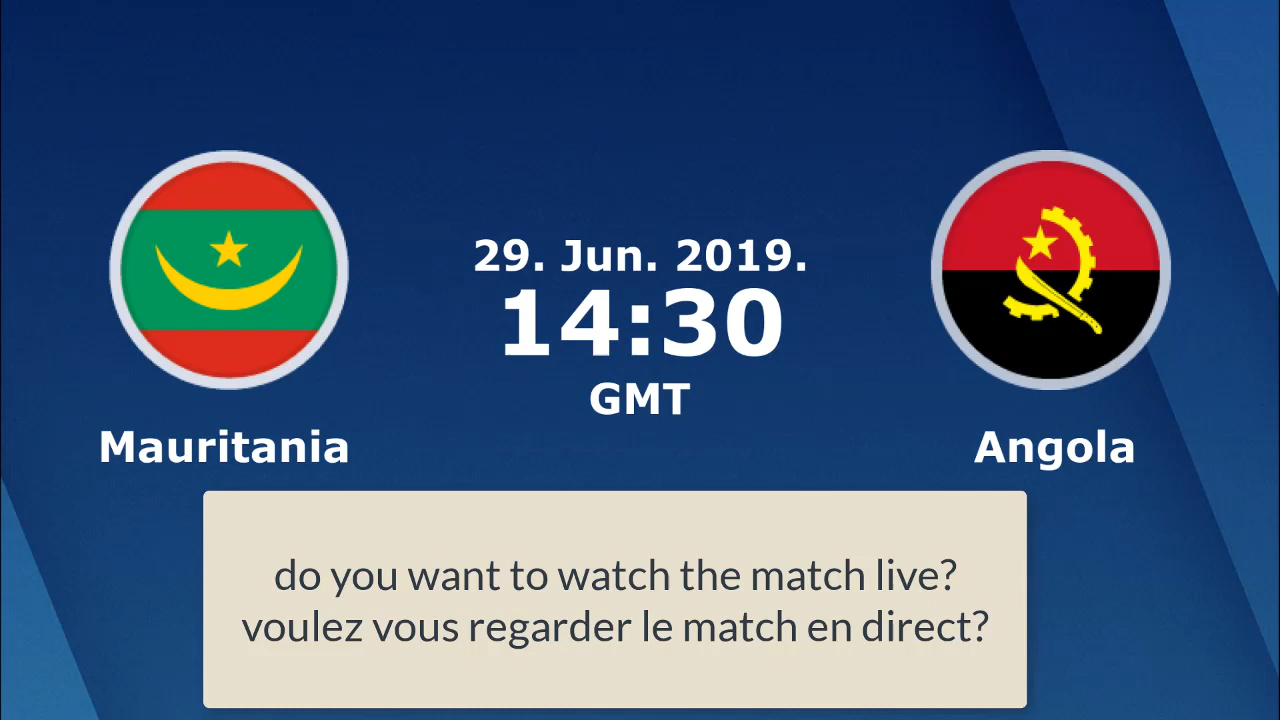 29. Jun. 2019.
14:30
GMT
Mauritania
Angola
do you want to watch the match live?
voulez vous regarder le match en direct?